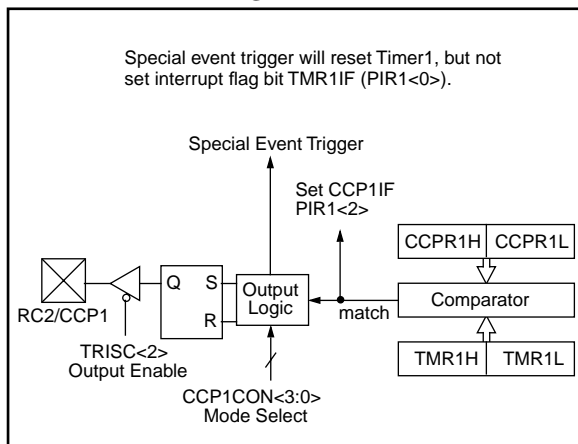 Special event trigger will reset Timer1, but not
set interrupt flag bit TMR1IF (PIR1<0>).
Special Event Trigger
Set CCP1IF
PIR1<2>
CCPR1H CCPR1L
Q S Output
Logic
R
RC2/CCP1
match
Comparator
TRISC<2>
Output Enable
TMR1H TMR1L
CCP1CON<3:0>
Mode Select